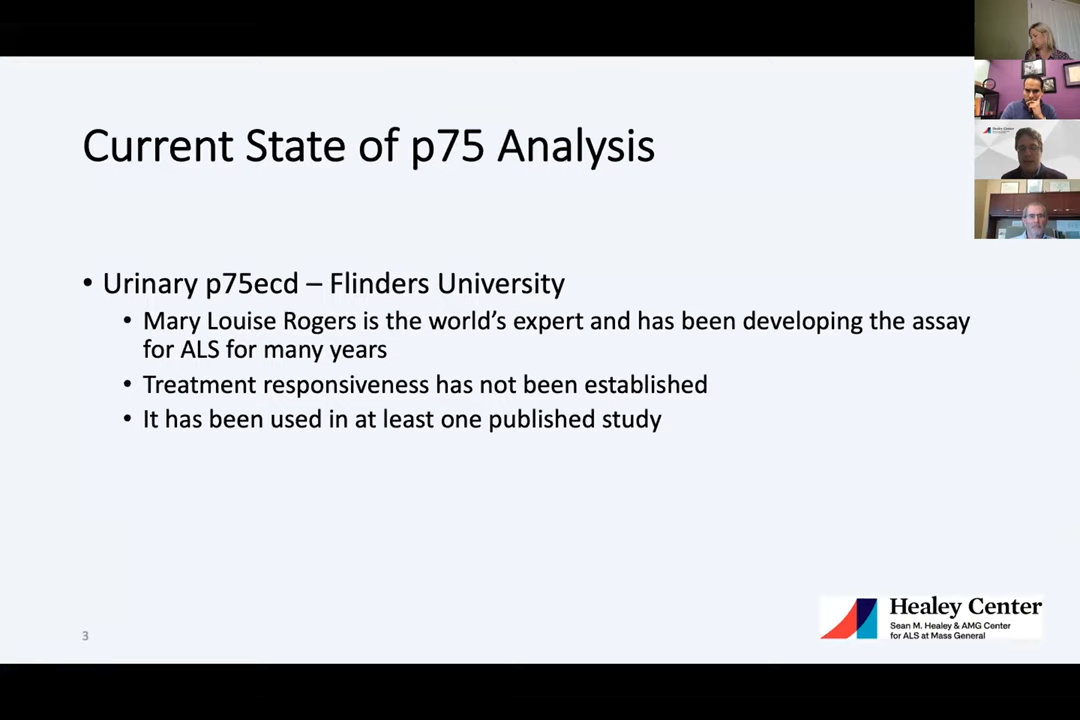 Current State of p75 Analysis
• Urinary p75ecd – Flinders University
• Mary Louise Rogers is the world's expert and has been developing the assay
for ALS for many years
• Treatment responsiveness has not been established
• It has been used in at least one published study
3
Healey Center
Sean M. Healey & AMG Center
for ALS at Mass General
Healey Center